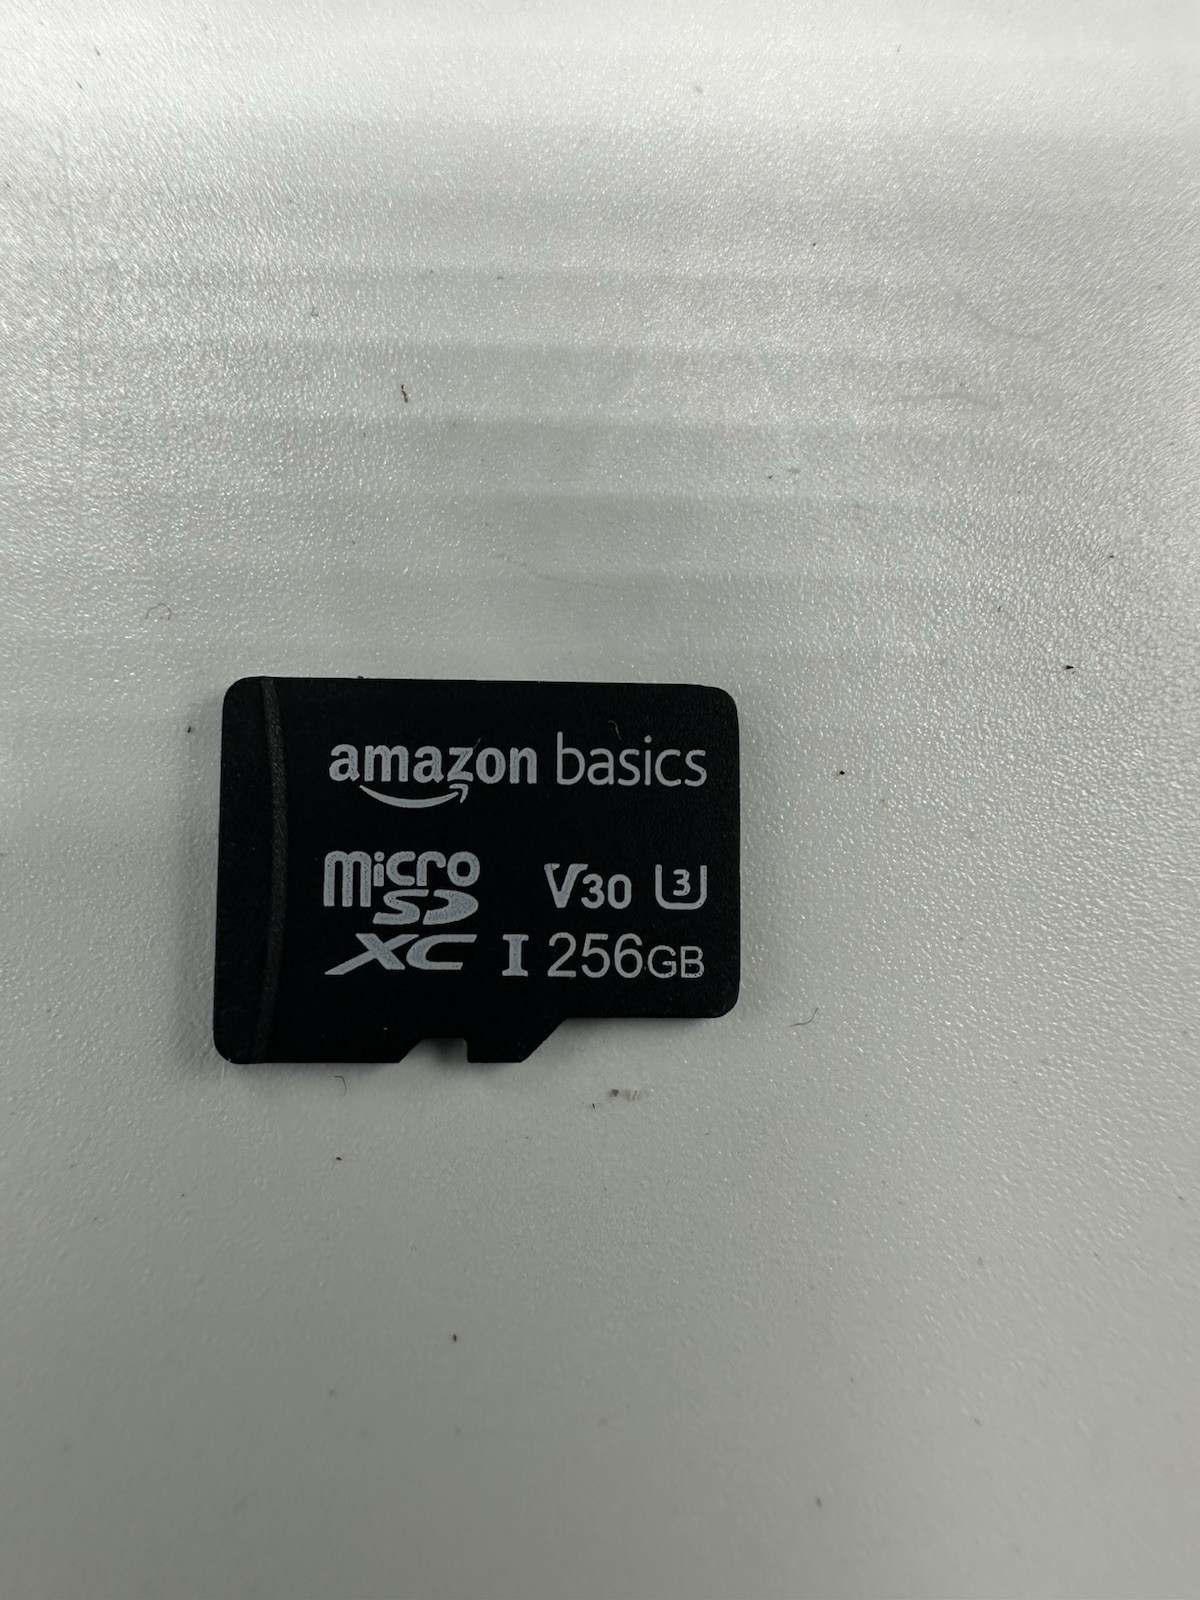 amazon basics
micro
SD V30 U3
XC I 256GB